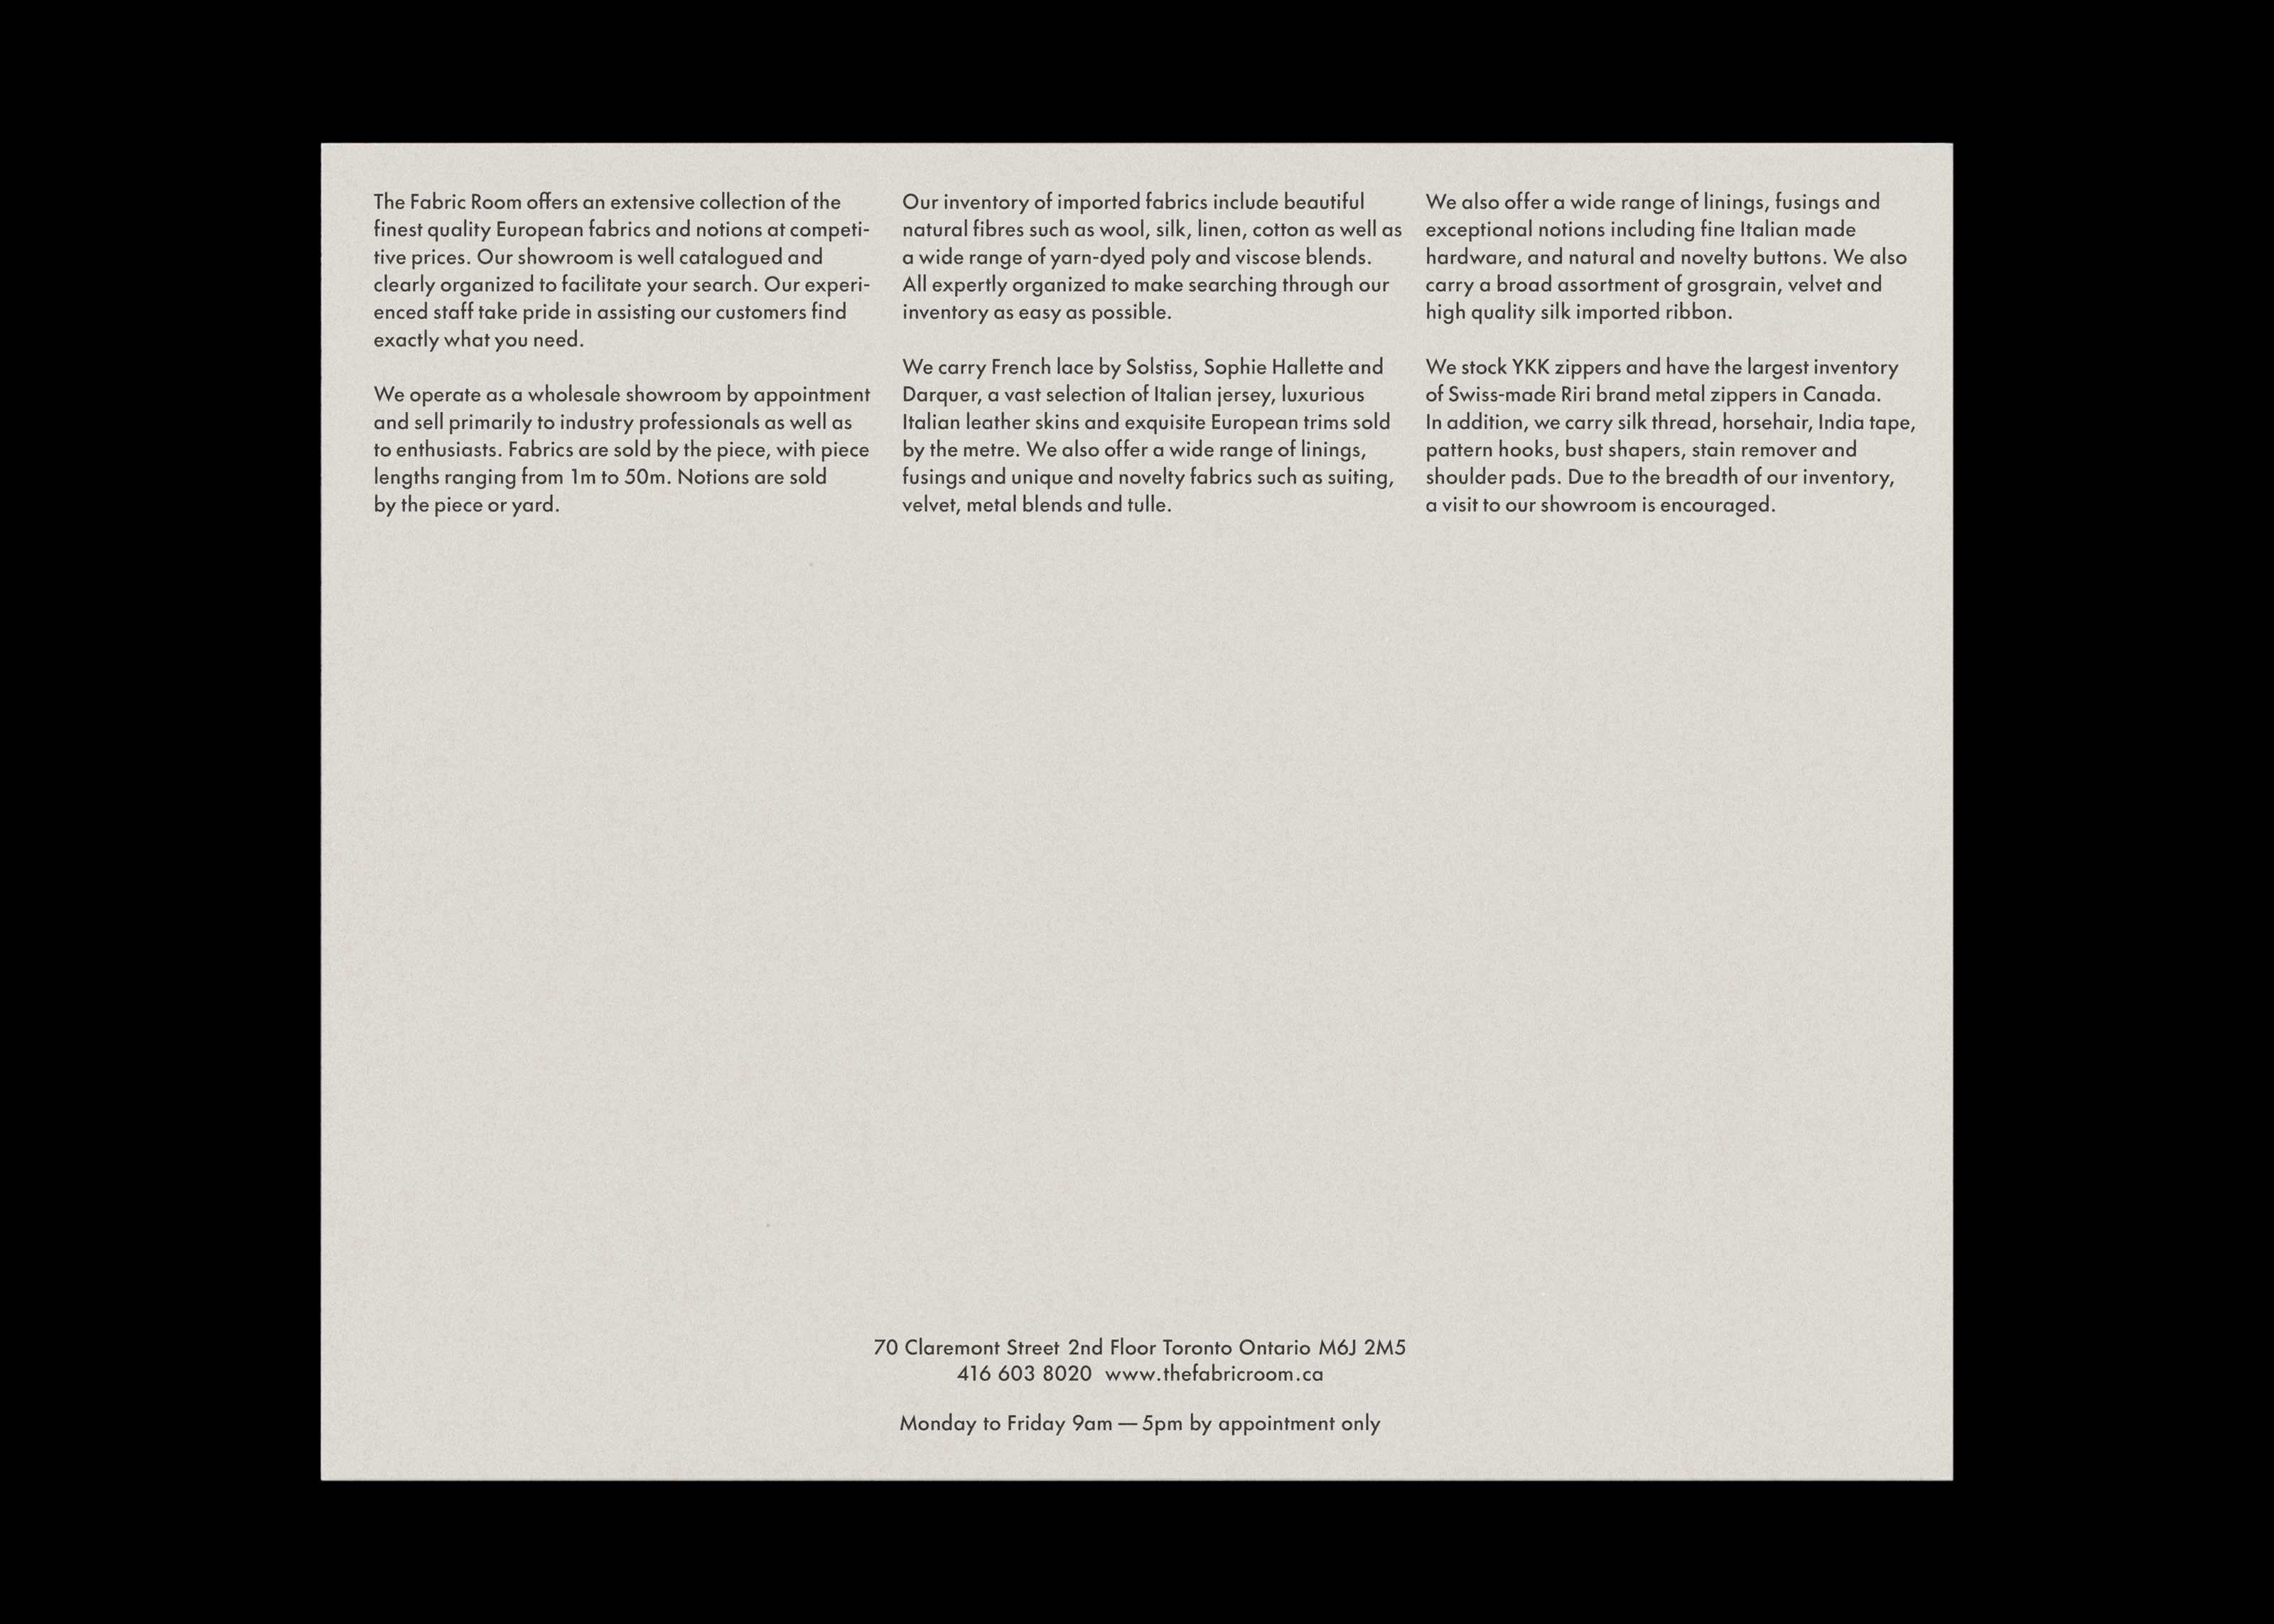 The Fabric Room offers an extensive collection of the
finest quality European fabrics and notions at competi-
tive prices. Our showroom is well catalogued and
clearly organized to facilitate your search. Our experi-
enced staff take pride in assisting our customers find
exactly what you need.
We operate as a wholesale showroom by appointment
and sell primarily to industry professionals as well as
to enthusiasts. Fabrics are sold by the piece, with piece
lengths ranging from 1m to 50m. Notions are sold
by the piece or yard.
Our inventory of imported fabrics include beautiful
natural fibres such as wool, silk, linen, cotton as well as
a wide range of yarn-dyed poly and viscose blends.
All expertly organized to make searching through our
inventory as easy as possible.
We carry French lace by Solstiss, Sophie Hallette and
Darquer, a vast selection of Italian jersey, luxurious
Italian leather skins and exquisite European trims sold
by the metre. We also offer a wide range of linings,
fusings and unique and novelty fabrics such as suiting,
velvet, metal blends and tulle.
We also offer a wide range of linings, fusings and
exceptional notions including fine Italian made
hardware, and natural and novelty buttons. We also
carry a broad assortment of grosgrain, velvet and
high quality silk imported ribbon.
We stock YKK zippers and have the largest inventory
of Swiss-made Riri brand metal zippers in Canada.
In addition, we carry silk thread, horsehair, India tape,
pattern hooks, bust shapers, stain remover and
shoulder pads. Due to the breadth of our inventory,
a visit to our showroom is encouraged.
70 Claremont Street 2nd Floor Toronto Ontario M6J 2M5
416 603 8020 www.thefabricroom.ca
Monday to Friday 9am — 5pm by appointment only